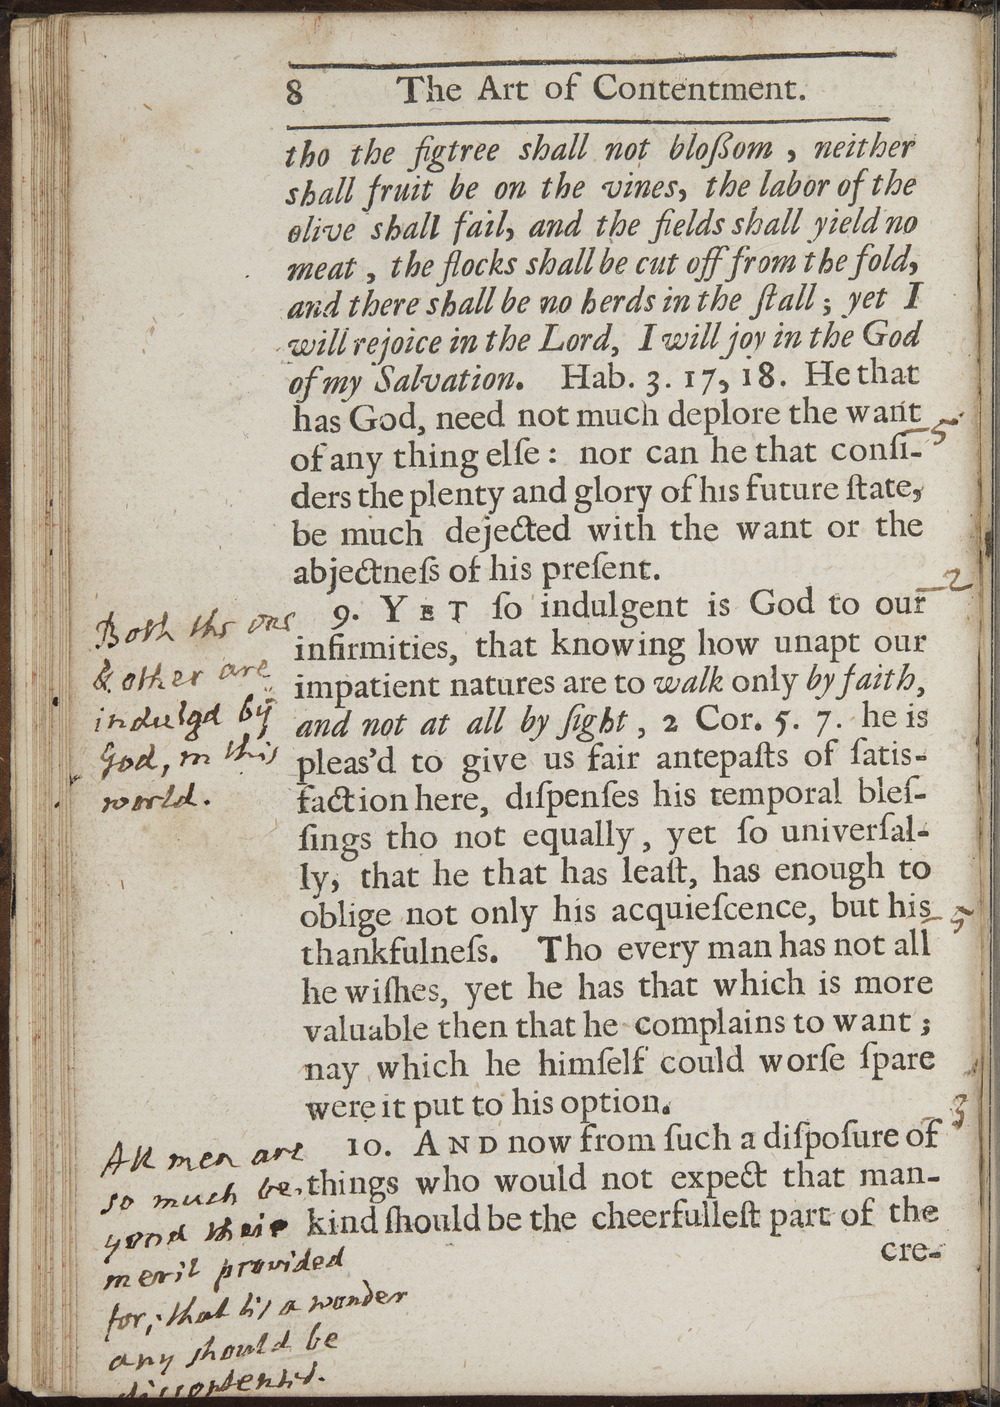 8 The Art of Contentment.
tho the figtree shall not bloßom , neither
shall fruit be on the vines, the labor of the
olive shall fail, and the fields shall yield no
meat , the flocks shall be cut off from the fold,
and there shall be no herds in the ſtall ; yet I
will rejoice in the Lord, I will joy in the God
of my Salvation. Hab. 3. 17, 18. He that
has God, need not much deplore the want
5
of any thing elſe : nor can he that conſi-
ders the plenty and glory of his future ſtate,
be much dejected with the want or the
abjectneſs of his preſent.
2
9. YET ſo indulgent is God to our
infirmities, that knowing how unapt our
impatient natures are to walk only by faith,
and not at all by ſight , 2 Cor. 5. 7. he is
pleas'd to give us fair antepaſts of ſatis-
faction here, diſpenſes his temporal bleſ-
ſings tho not equally , yet ſo univerſal-
ly, that he that has leaſt, has enough to
oblige not only his acquieſcence, but his
5
thankfulneſs. Tho every man has not all
he wiſhes, yet he has that which is more
valuable then that he complains to want ;
nay which he himſelf could worſe ſpare
were it put to his option.
3
10. AND now from ſuch a diſpoſure of
things who would not expect that man-
kind ſhould be the cheerfulleſt part of the
cre-
Both the one
& other are
indulgd by
God, in this
world.
All men are
so much be-
yond their
merit provided
for; that tis a wonder
any should be
discontented.